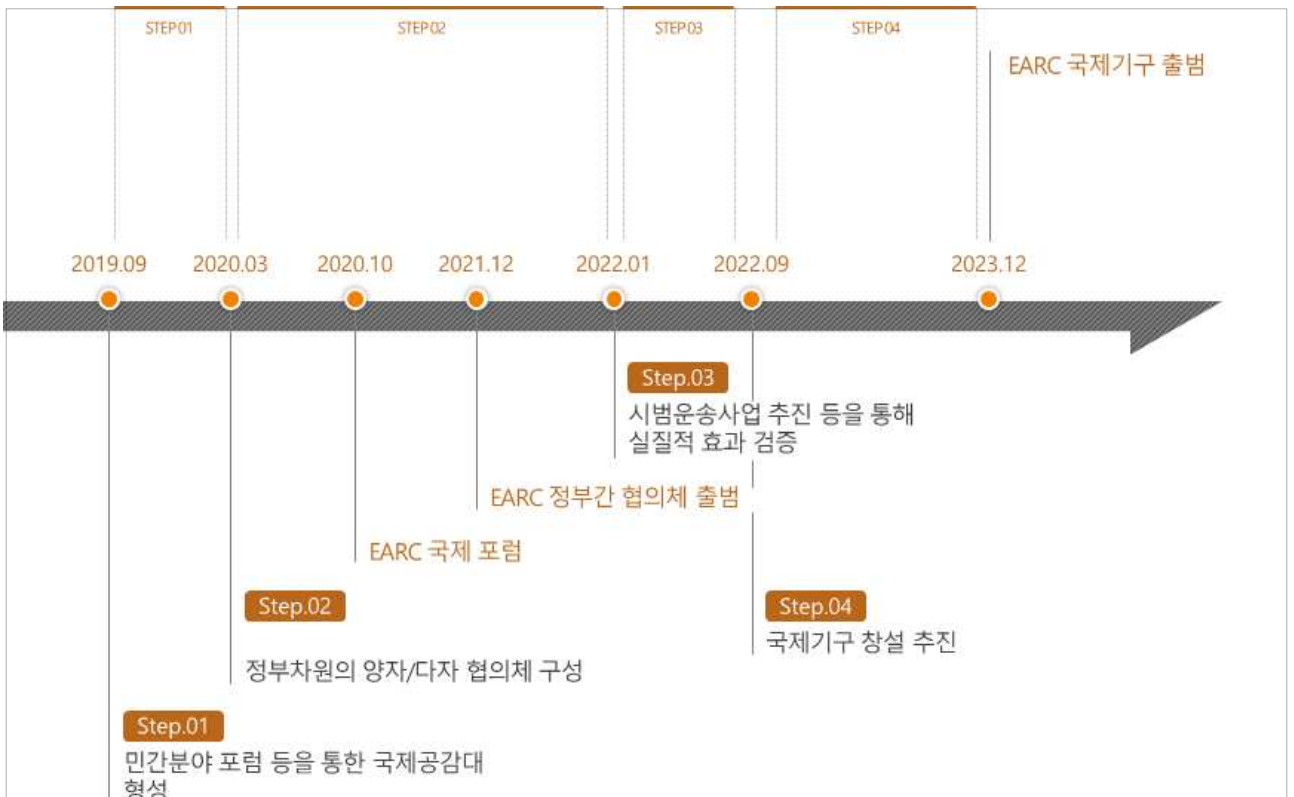 STEP01
STEP02
STEP03
STEP04
EARC 국제기구 출범
2019.09
2020.03
2020.10
2021.12
2022.01
2022.09
2023.12
Step.03
시범운송사업 추진 등을 통해
실질적 효과 검증
EARC 정부간 협의체 출범
EARC 국제 포럼
Step.02
정부차원의 양자/다자 협의체 구성
Step.04
국제기구 창설 추진
Step.01
민간분야 포럼 등을 통한 국제공감대
형성